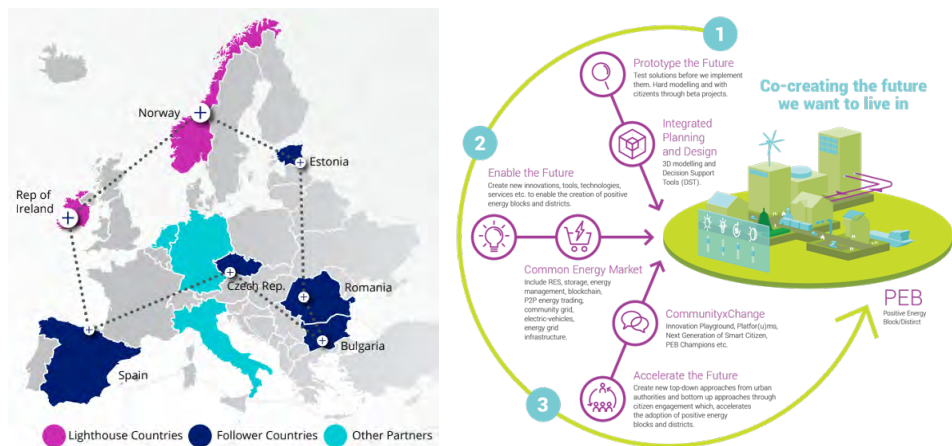 Norway
Estonia
Rep of
Ireland
Czech Rep.
Romania
Bulgaria
Spain
Lighthouse Countries
Follower Countries
Other Partners
1
Prototype the Future
Test solutions before we implement
them. Hard modelling and with
citizents through beta projects.
Co-creating the future
we want to live in
Integrated
Planning
and Design
3D modelling and
Decision Support
Tools (DST).
2
Enable the Future
Create new innovations, tools, technologies,
services etc. to enable the creation of positive
energy blocks and districts.
Common Energy Market
Include RES, storage, energy
management, blockchain,
P2P energy trading,
community grid,
electric-vehicles,
energy grid
infrastructure.
CommunityxChange
Innovation Playground, Platfor(u)ms,
Next Generation of Smart Citizen,
PEB Champions etc.
PEB
Positive Energy
Block/Distirct
3
Accelerate the Future
Create new top-down approaches from urban
authorities and bottom up approaches through
citizen engagement which, accelerates
the adoption of positive energy
blocks and districts.